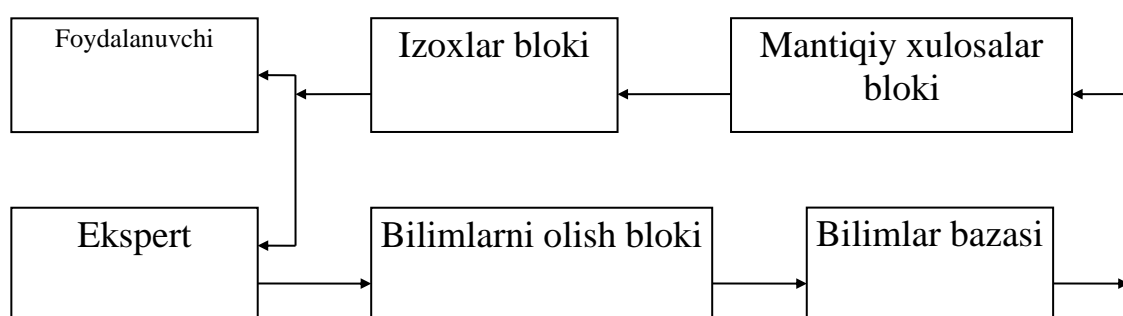 Foydalanuvchi
Izoxlar bloki
Mantiqiy xulosalar
bloki
Ekspert
Bilimlarni olish bloki
Bilimlar bazasi